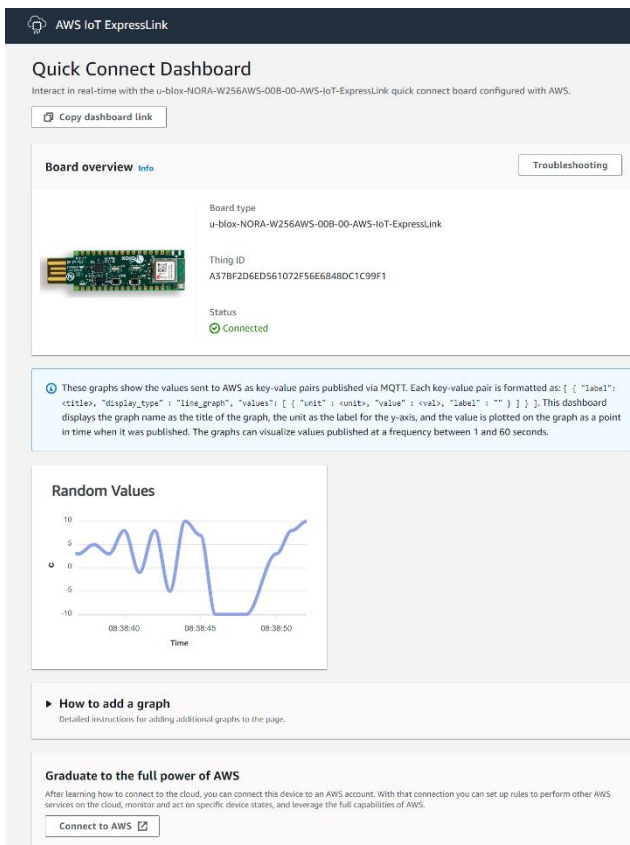 AWS IoT ExpressLink
Quick Connect Dashboard
Interact in real-time with the u-blox-NORA-W256AWS-00B-00-AWS-IoT-ExpressLink quick connect board configured with AWS.
Copy dashboard link
Board overview Info
Troubleshooting
Board type
u-blox-NORA-W256AWS-00B-00-AWS-IoT-ExpressLink
Thing ID
A37BF2D6ED561072F56E6848DC1C99F1
Status
Connected
These graphs show the values sent to AWS as key-value pairs published via MQTT. Each key-value pair is formatted as: [ { "label":
<title>, "display_type" : "line_graph", "values": [ { "unit" : <unit>, "value" : <val>, "label" : "" } ] } ]. This dashboard
displays the graph name as the title of the graph, the unit as the label for the y-axis, and the value is plotted on the graph as a point
in time when it was published. The graphs can visualize values published at a frequency between 1 and 60 seconds.
Random Values
10
5
C
0
-5
-10
08:38:40 08:38:45 08:38:50
Time
How to add a graph
Detailed instructions for adding additional graphs to the page.
Graduate to the full power of AWS
After learning how to connect to the cloud, you can connect this device to an AWS account. With that connection you can set up rules to perform other AWS
services on the cloud, monitor and act on specific device states, and leverage the full capabilities of AWS.
Connect to AWS